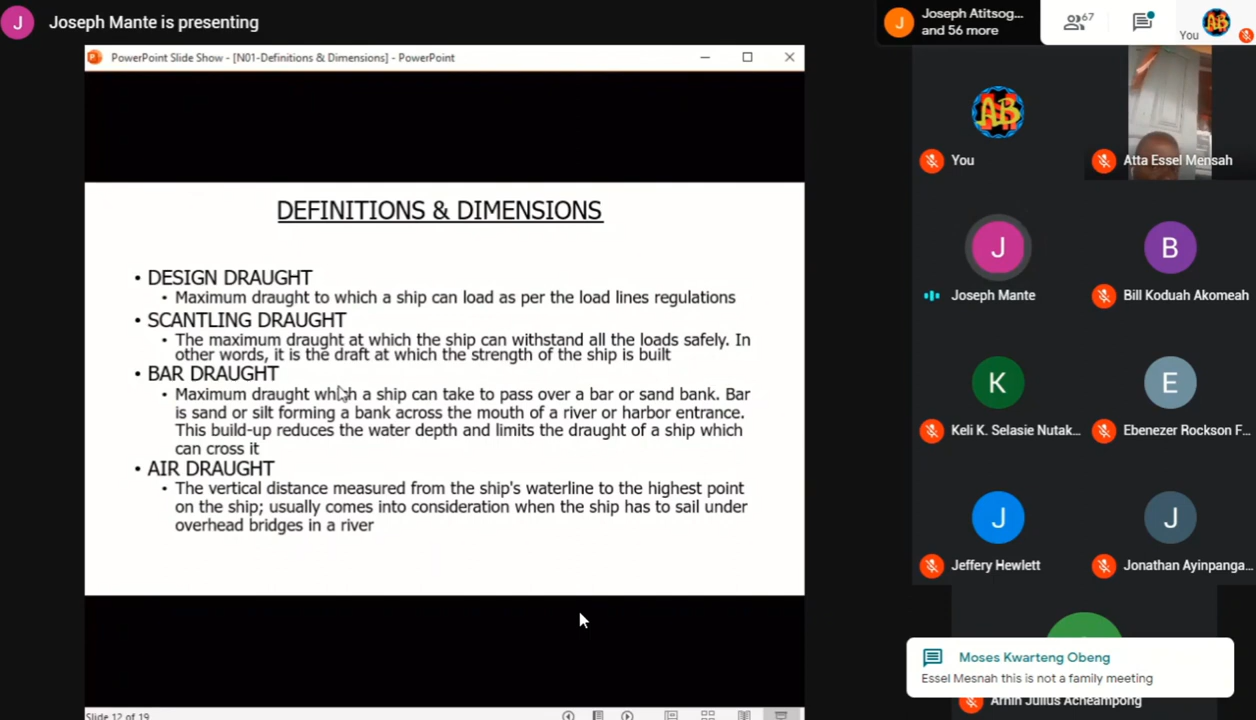 J
Joseph Mante is presenting
Joseph Atitsog...
and 56 more
67
You
PowerPoint Slide Show - [N01-Definitions & Dimensions] - PowerPoint
DEFINITIONS & DIMENSIONS
• DESIGN DRAUGHT
• Maximum draught to which a ship can load as per the load lines regulations
• SCANTLING DRAUGHT
• The maximum draught at which the ship can withstand all the loads safely. In
other words, it is the draft at which the strength of the ship is built
• BAR DRAUGHT
• Maximum draught which a ship can take to pass over a bar or sand bank. Bar
is sand or silt forming a bank across the mouth of a river or harbor entrance.
This build-up reduces the water depth and limits the draught of a ship which
can cross it
• AIR DRAUGHT
• The vertical distance measured from the ship's waterline to the highest point
on the ship; usually comes into consideration when the ship has to sail under
overhead bridges in a river
Slide 12 of 19
J
AB
You
Atta Essel Mensah
J
Joseph Mante
B
Bill Koduah Akomeah
K
Keli K. Selasie Nutak...
E
Ebenezer Rockson F...
J
Jeffery Hewlett
J
Jonathan Ayinpanga...
Moses Kwarteng Obeng
Essel Mesnah this is not a family meeting
Arhin Julius Acheampong